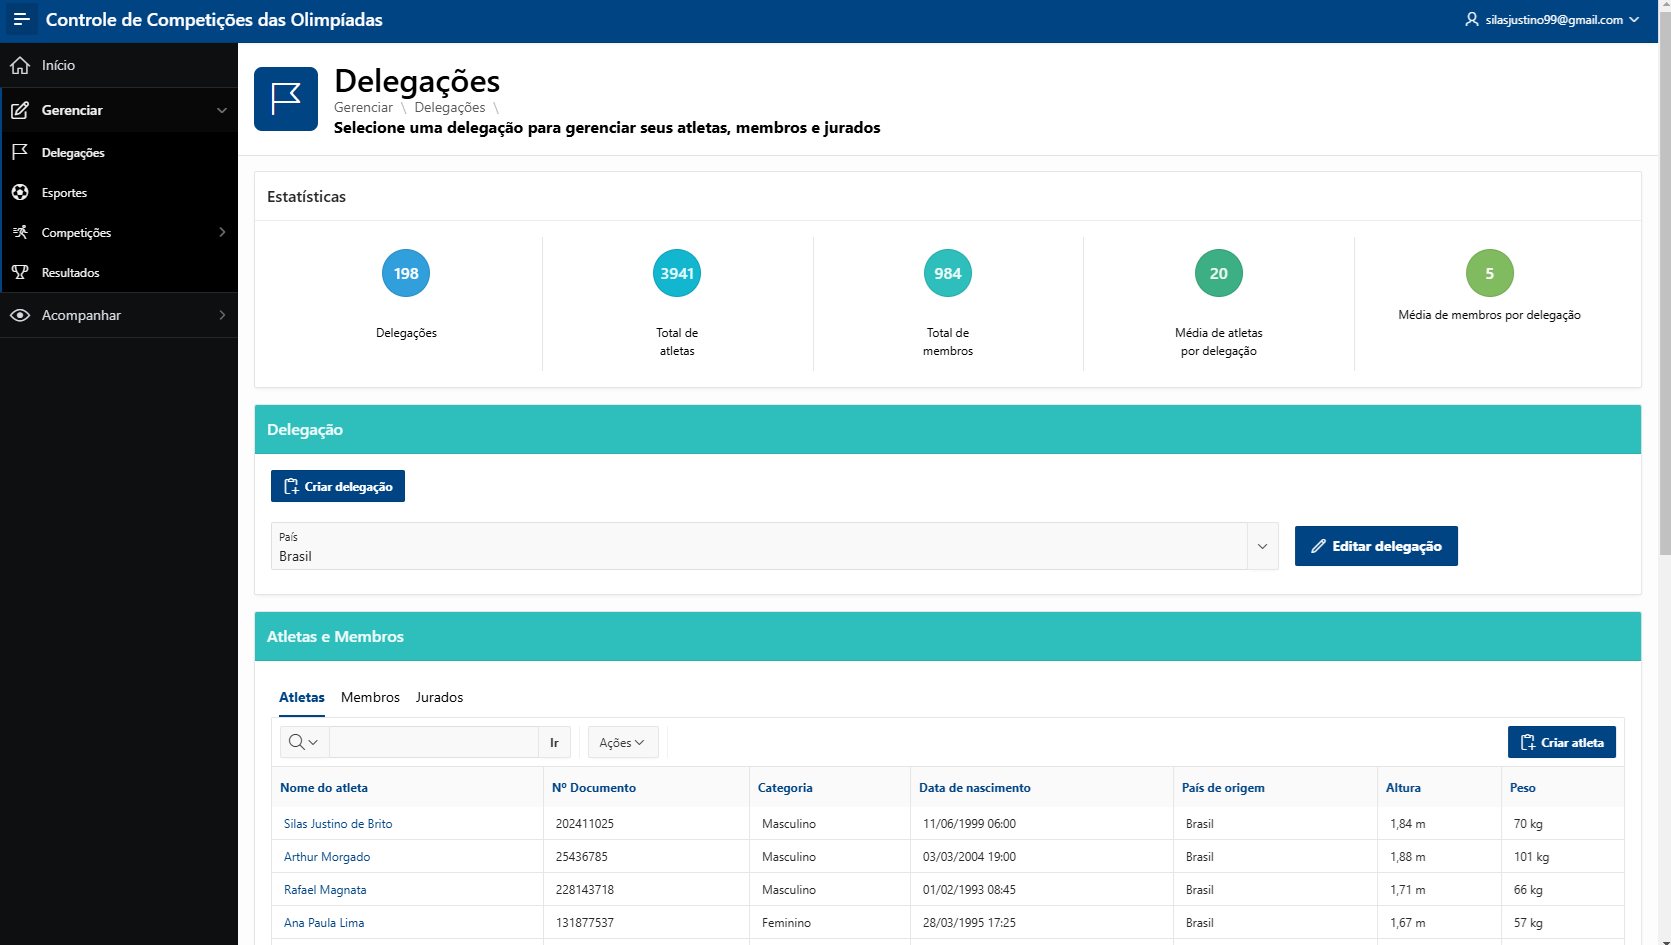 Controle de Competições das Olimpíadas
silasjustino99@gmail.com
Início
Gerenciar
Delegações
Esportes
Competições
Resultados
Acompanhar
Delegações
Gerenciar \ Delegações \
Selecione uma delegação para gerenciar seus atletas, membros e jurados
Estatísticas
198
3941
984
20
5
Delegações
Total de
atletas
Total de
membros
Média de atletas
por delegação
Média de membros por delegação
Delegação
Criar delegação
País
Brasil
Editar delegação
Atletas e Membros
Atletas Membros Jurados
Ir Ações Criar atleta
Nome do atleta Nº Documento Categoria Data de nascimento País de origem Altura Peso
Silas Justino de Brito 202411025 Masculino 11/06/1999 06:00 Brasil 1,84 m 70 kg
Arthur Morgado 25436785 Masculino 03/03/2004 19:00 Brasil 1,88 m 101 kg
Rafael Magnata 228143718 Masculino 01/02/1993 08:45 Brasil 1,71 m 66 kg
Ana Paula Lima 131877537 Feminino 28/03/1995 17:25 Brasil 1,67 m 57 kg